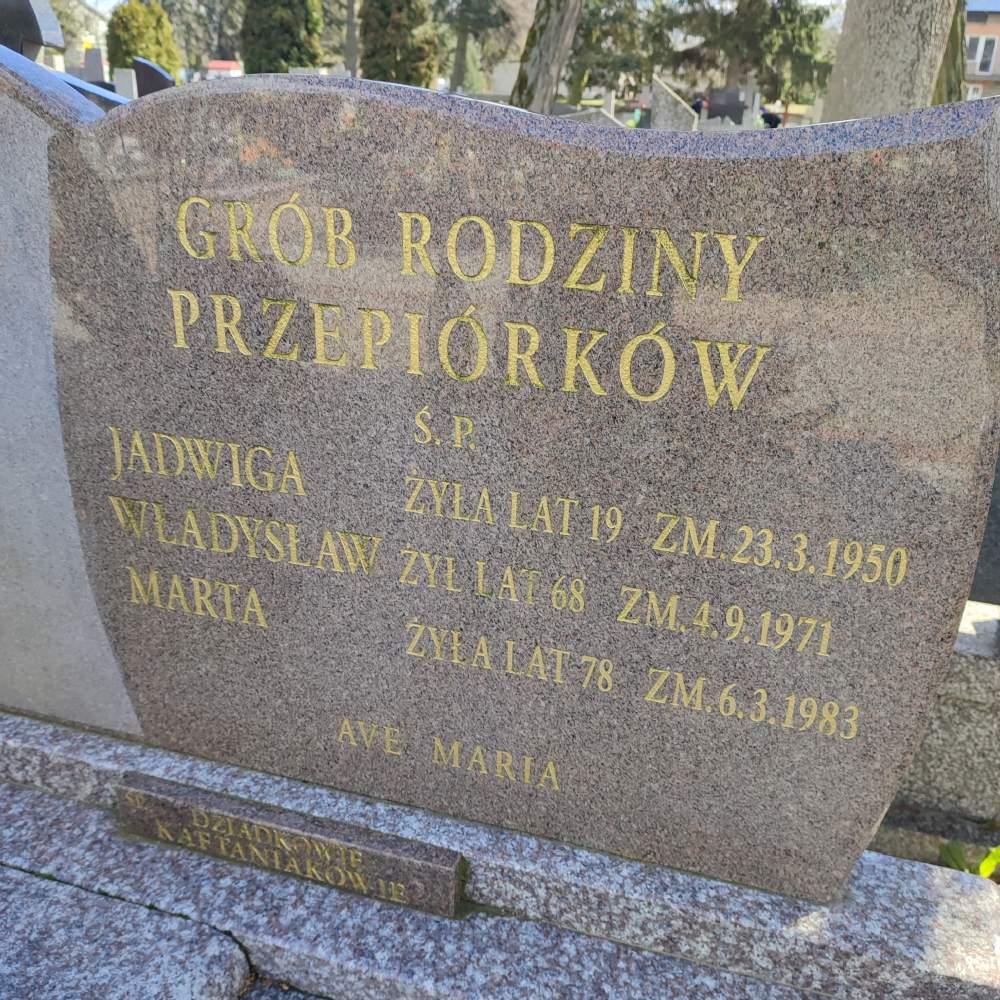 GRÓB RODZINY
PRZEPIÓRKÓW
Ś. P.
JADWIGA ŻYŁA LAT 19 ZM. 23.3.1950
WŁADYSŁAW ŻYŁ LAT 68 ZM. 4.9.1971
MARTA ŻYŁA LAT 78 ZM. 6.3.1983
AVE MARIA
ŚP. DZIADKOWIE
KAFTANIAKOWIE